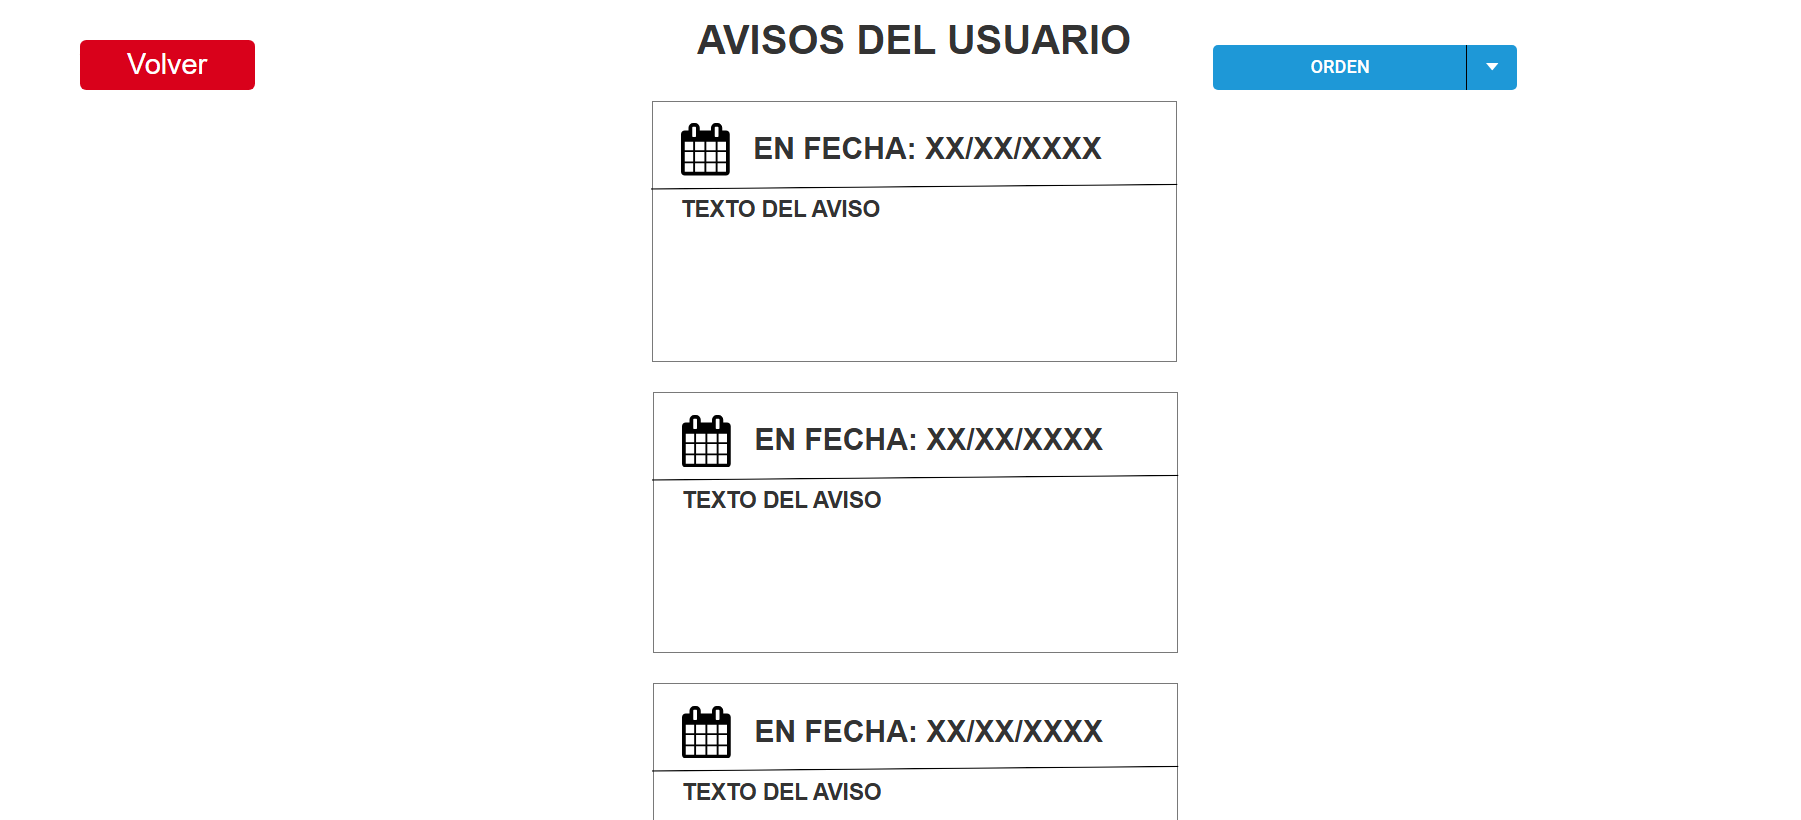 AVISOS DEL USUARIO
Volver
ORDEN
EN FECHA: XX/XX/XXXX
TEXTO DEL AVISO
EN FECHA: XX/XX/XXXX
TEXTO DEL AVISO
EN FECHA: XX/XX/XXXX
TEXTO DEL AVISO